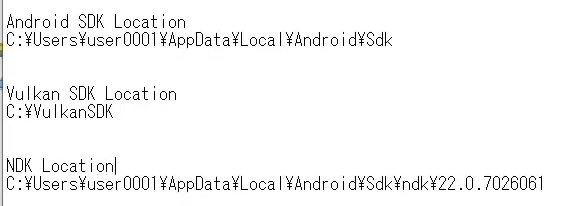 Android SDK Location
C:¥Users¥user0001¥AppData¥Local¥Android¥Sdk
Vulkan SDK Location
C:¥VulkanSDK
NDK Location
C:¥Users¥user0001¥AppData¥Local¥Android¥Sdk¥ndk¥22.0.7026061